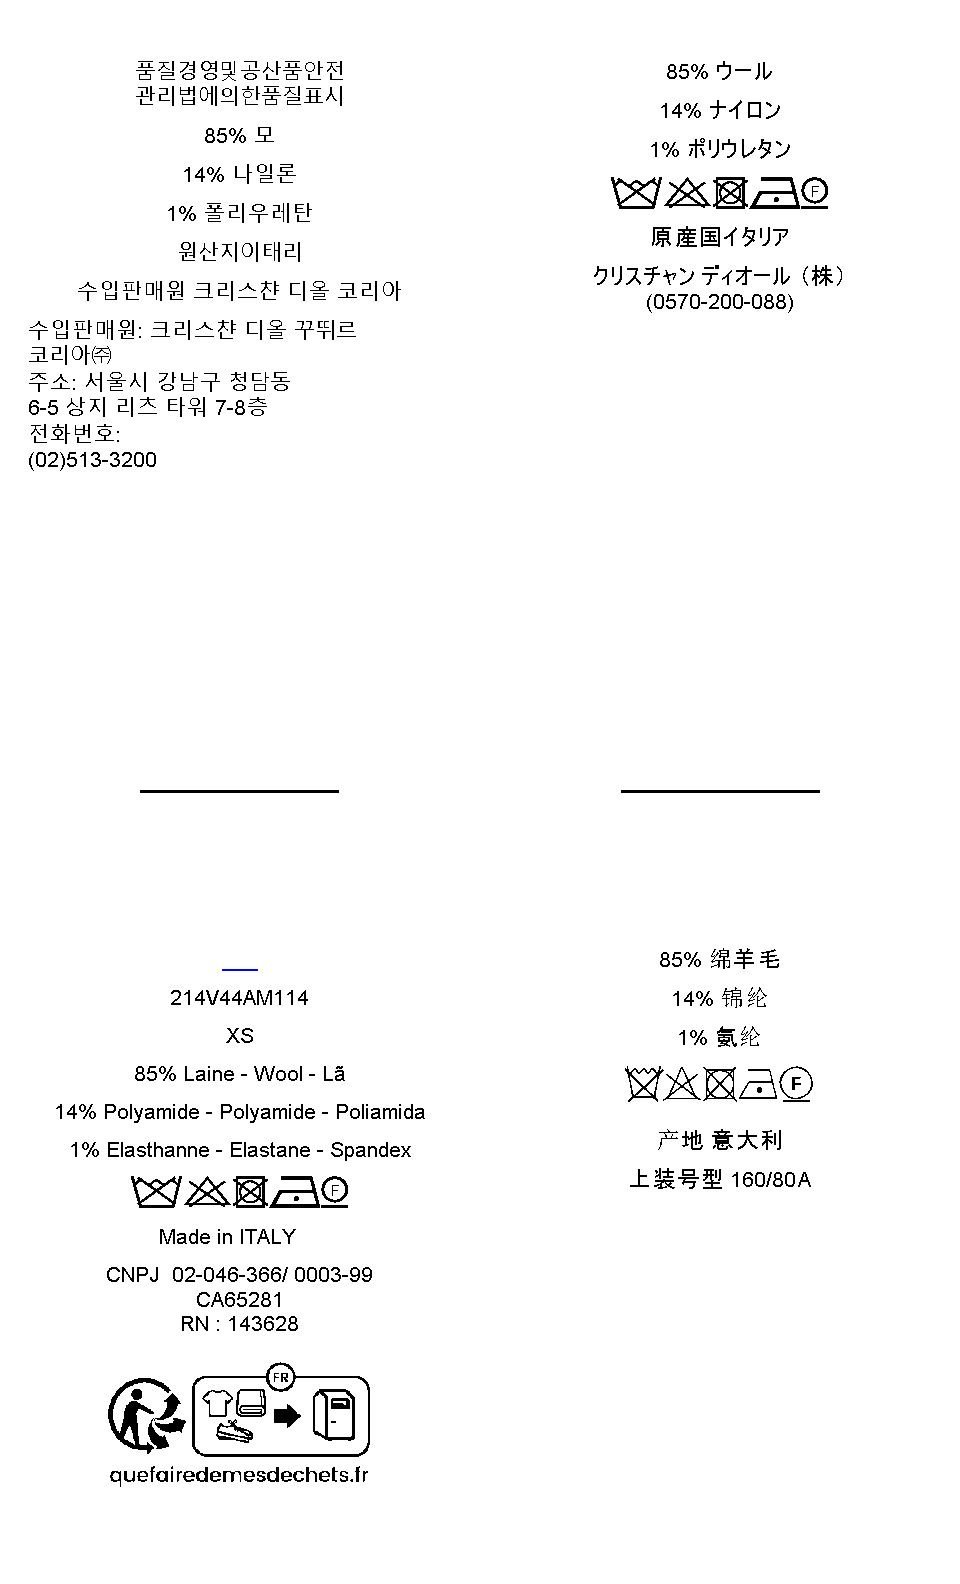 품질경영및공산품안전
관리법에의한품질표시
85% 모
14% 나일론
1% 폴리우레탄
원산지이태리
수입판매원 크리스챤 디올 코리아
수입판매원: 크리스챤 디올 꾸뛰르
코리아㈜
주소: 서울시 강남구 청담동
6-5 상지 리츠 타워 7-8층
전화번호:
(02)513-3200
85% ウール
14% ナイロン
1% ポリウレタン
F
原産国イタリア
クリスチャン ディオール（株）
(0570-200-088)
214V44AM114
XS
85% Laine - Wool - Lã
14% Polyamide - Polyamide - Poliamida
1% Elasthanne - Elastane - Spandex
F
Made in ITALY
CNPJ 02-046-366/ 0003-99
CA65281
RN : 143628
FR
quefairedemesdechets.fr
85% 绵羊毛
14% 锦纶
1% 氨纶
F
产地 意大利
上装号型 160/80A